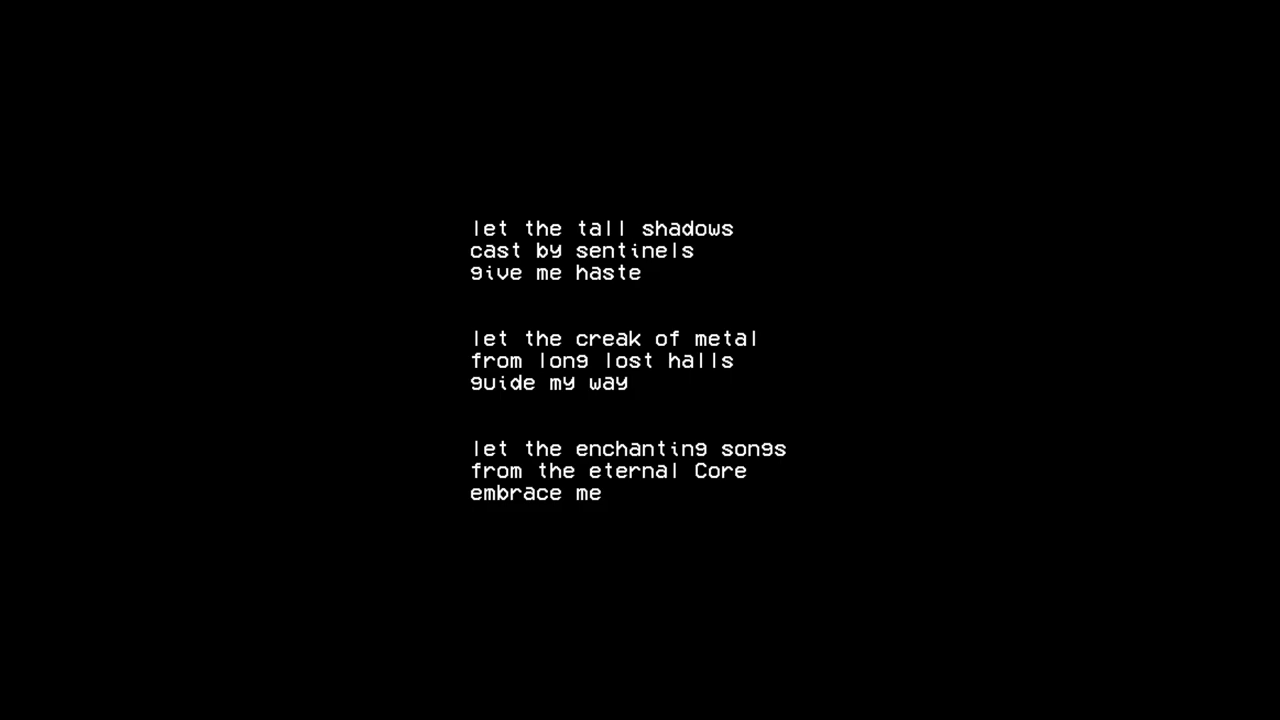 let the tall shadows
cast by sentinels
give me haste
let the creak of metal
from long lost halls
guide my way
let the enchanting songs
from the eternal Core
embrace me